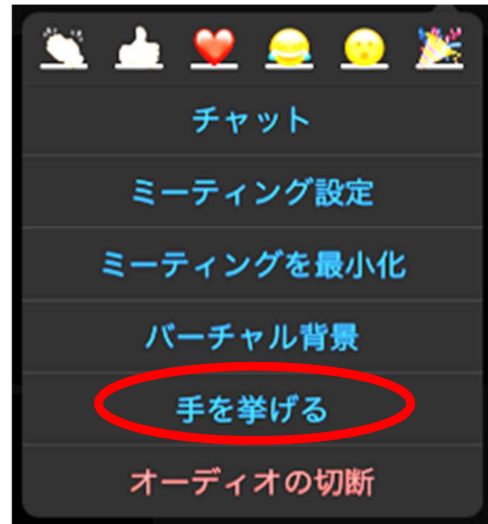 チャット
ミーティング設定
ミーティングを最小化
バーチャル背景
手を挙げる
オーディオの切断